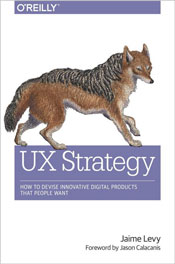 O'REILLY®
UX Strategy
HOW TO DEVISE INNOVATIVE DIGITAL PRODUCTS
THAT PEOPLE WANT
Jaime Levy
Foreword by Jason Calacanis